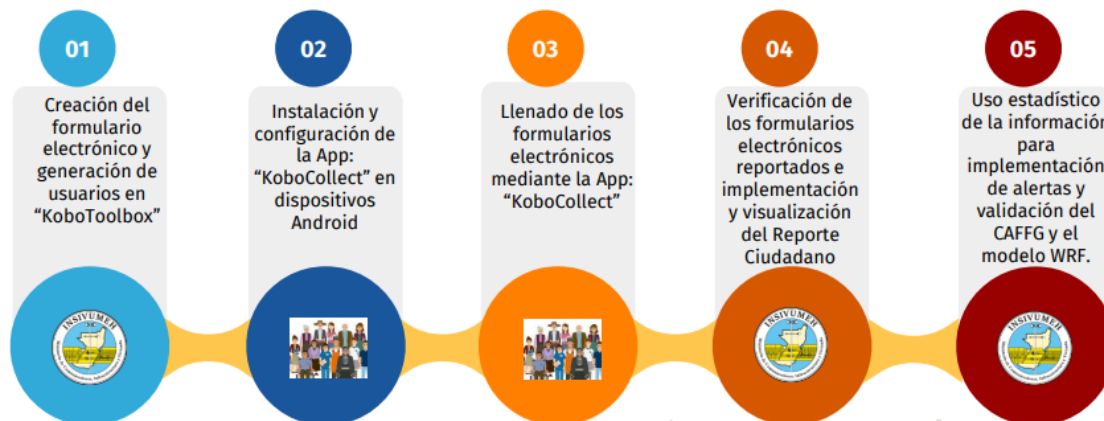 01
Creación del
formulario
electrónico y
generación de
usuarios en
“KoboToolbox”
02
Instalación y
configuración de
la App:
“KoboCollect” en
dispositivos
Android
03
Llenado de los
formularios
electrónicos
mediante la App:
“KoboCollect”
04
Verificación de
los formularios
electrónicos
reportados e
implementación
y visualización
del Reporte
Ciudadano
05
Uso estadístico
de la información
para
implementación
de alertas y
validación del
CAFFG y el
modelo WRF.
INSIVUMEH
INSIVUMEH
INSIVUMEH